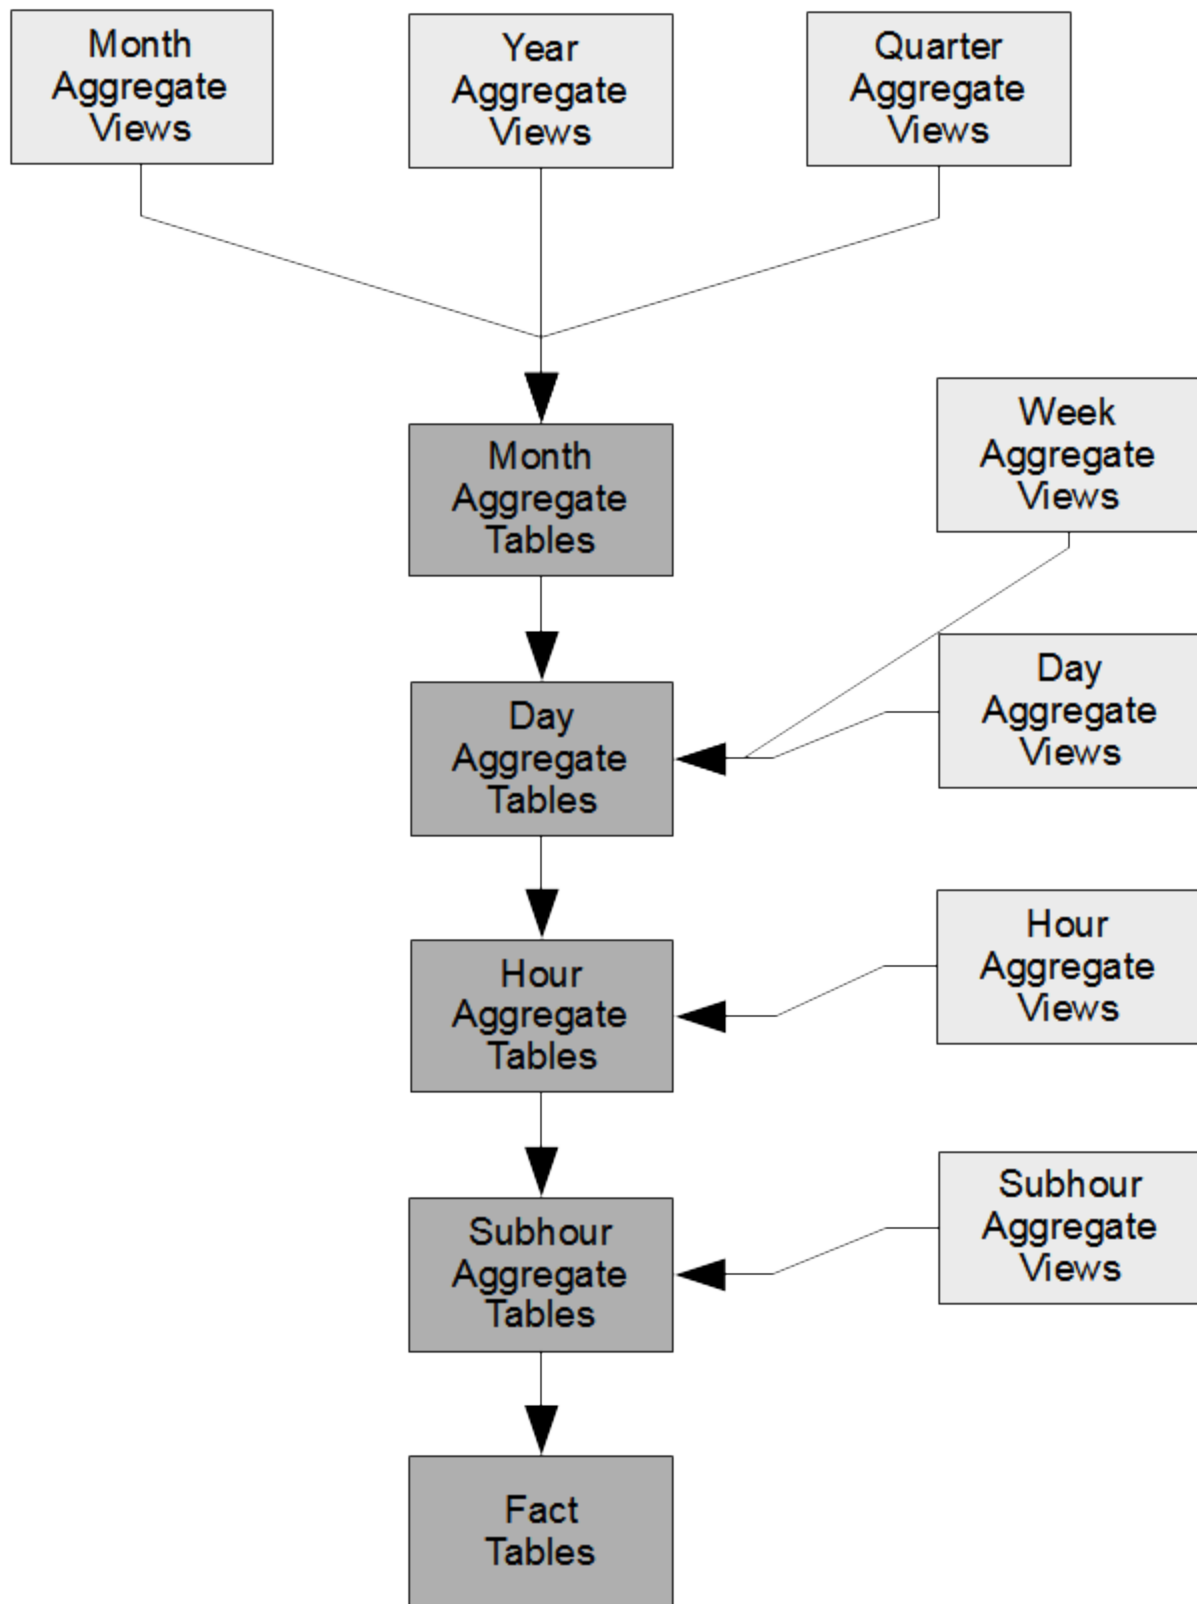 Month
Aggregate
Views
Year
Aggregate
Views
Quarter
Aggregate
Views
Month
Aggregate
Tables
Week
Aggregate
Views
Day
Aggregate
Tables
Day
Aggregate
Views
Hour
Aggregate
Tables
Hour
Aggregate
Views
Subhour
Aggregate
Tables
Subhour
Aggregate
Views
Fact
Tables